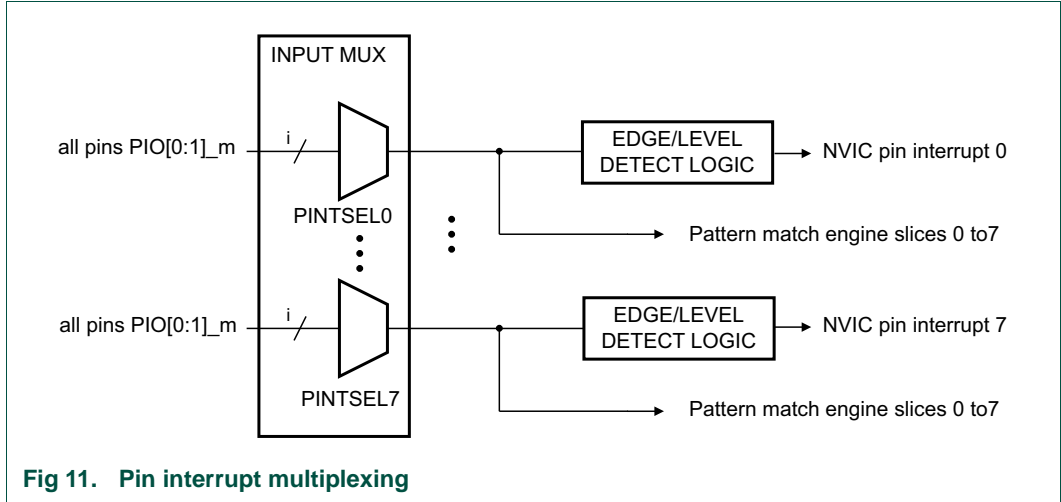 INPUT MUX
all pins PIO[0:1]_m
i
PINTSEL0
EDGE/LEVEL
DETECT LOGIC
NVIC pin interrupt 0
Pattern match engine slices 0 to7
all pins PIO[0:1]_m
i
PINTSEL7
EDGE/LEVEL
DETECT LOGIC
NVIC pin interrupt 7
Pattern match engine slices 0 to7
Fig 11. Pin interrupt multiplexing